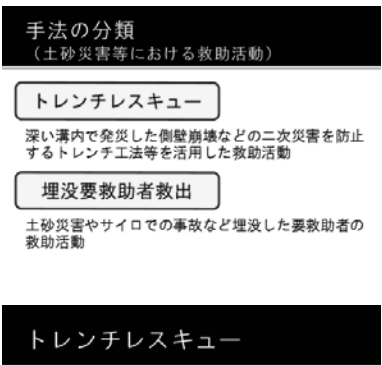 手法の分類
(土砂災害等における救助活動)
トレンチレスキュー
深い溝内で発災した側壁崩壊などの二次災害を防止
するトレンチ工法等を活用した救助活動
埋没要救助者救出
土砂災害やサイロでの事故など埋没した要救助者の
救助活動
トレンチレスキュー